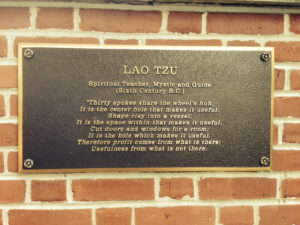 LAO TZU
Spiritual Teacher, Mystic and Guide
(Sixth Century B.C.)
"Thirty spokes share the wheel's hub;
It is the center hole that makes it useful.
Shape clay into a vessel;
It is the space within that makes it useful.
Cut doors and windows for a room;
It is the hole which makes it useful.
Therefore profit comes from what is there;
Usefulness from what is not there.